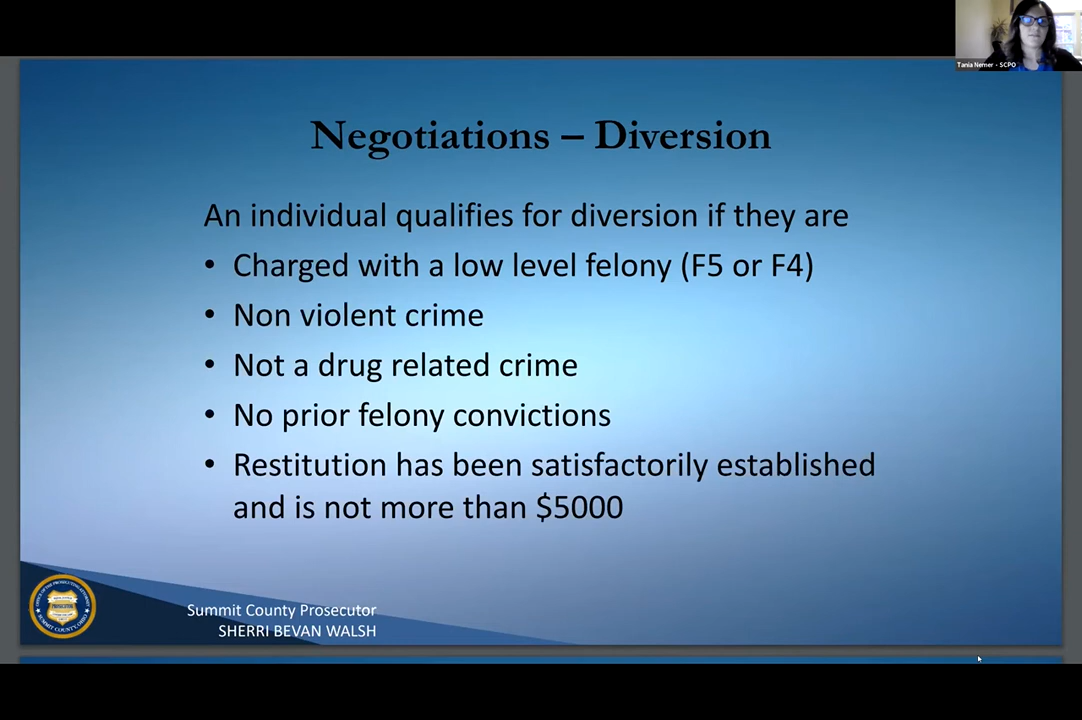 Tania Nemer - SCPO
Negotiations – Diversion
An individual qualifies for diversion if they are
• Charged with a low level felony (F5 or F4)
• Non violent crime
• Not a drug related crime
• No prior felony convictions
• Restitution has been satisfactorily established
and is not more than $5000
Summit County Prosecutor
SHERRI BEVAN WALSH